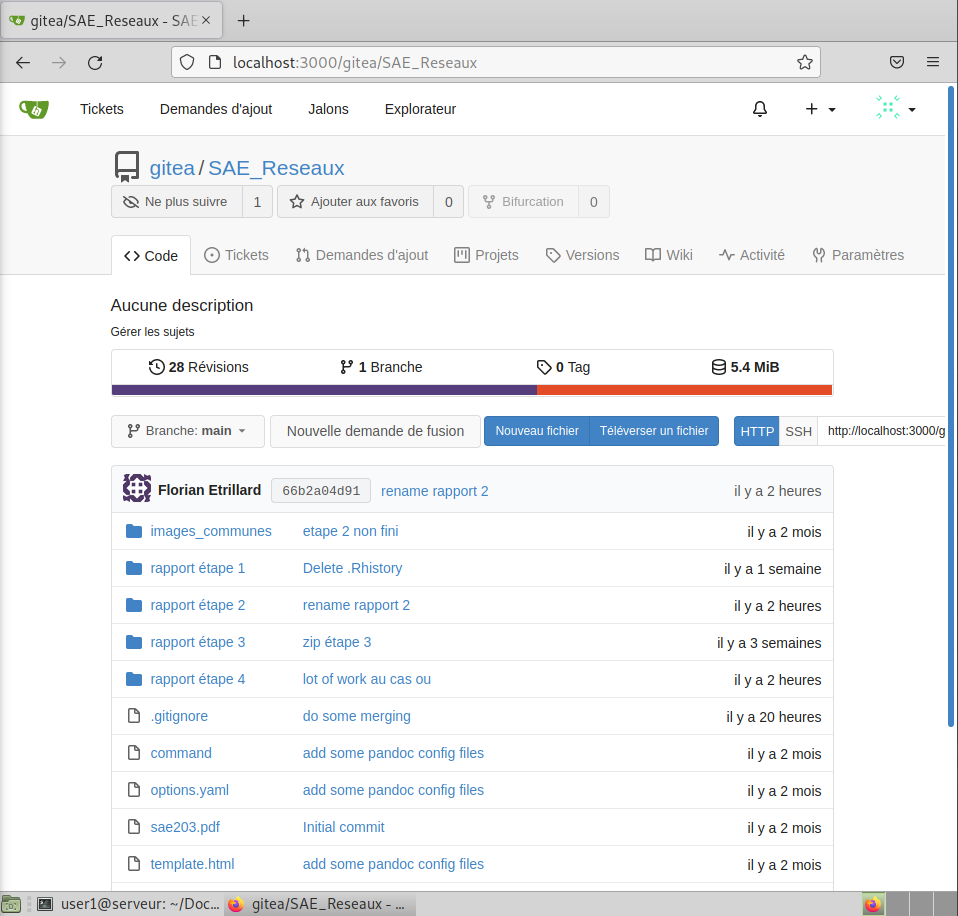 gitea/SAE_Reseaux - SAE
localhost:3000/gitea/SAE_Reseaux
Tickets Demandes d'ajout Jalons Explorateur
gitea / SAE_Reseaux
Ne plus suivre 1 Ajouter aux favoris 0 Bifurcation 0
Code Tickets Demandes d'ajout Projets Versions Wiki Activité Paramètres
Aucune description
Gérer les sujets
28 Révisions 1 Branche 0 Tag 5.4 MiB
Branche: main Nouvelle demande de fusion Nouveau fichier Téléverser un fichier HTTP SSH http://localhost:3000/g
Florian Etrillard 66b2a04d91 rename rapport 2 il y a 2 heures
images_communes etape 2 non fini il y a 2 mois
rapport étape 1 Delete .Rhistory il y a 1 semaine
rapport étape 2 rename rapport 2 il y a 2 heures
rapport étape 3 zip étape 3 il y a 3 semaines
rapport étape 4 lot of work au cas ou il y a 2 heures
.gitignore do some merging il y a 20 heures
command add some pandoc config files il y a 2 mois
options.yaml add some pandoc config files il y a 2 mois
sae203.pdf Initial commit il y a 2 mois
template.html add some pandoc config files il y a 2 mois
user1@serveur: ~/Doc... gitea/SAE_Reseaux - ...